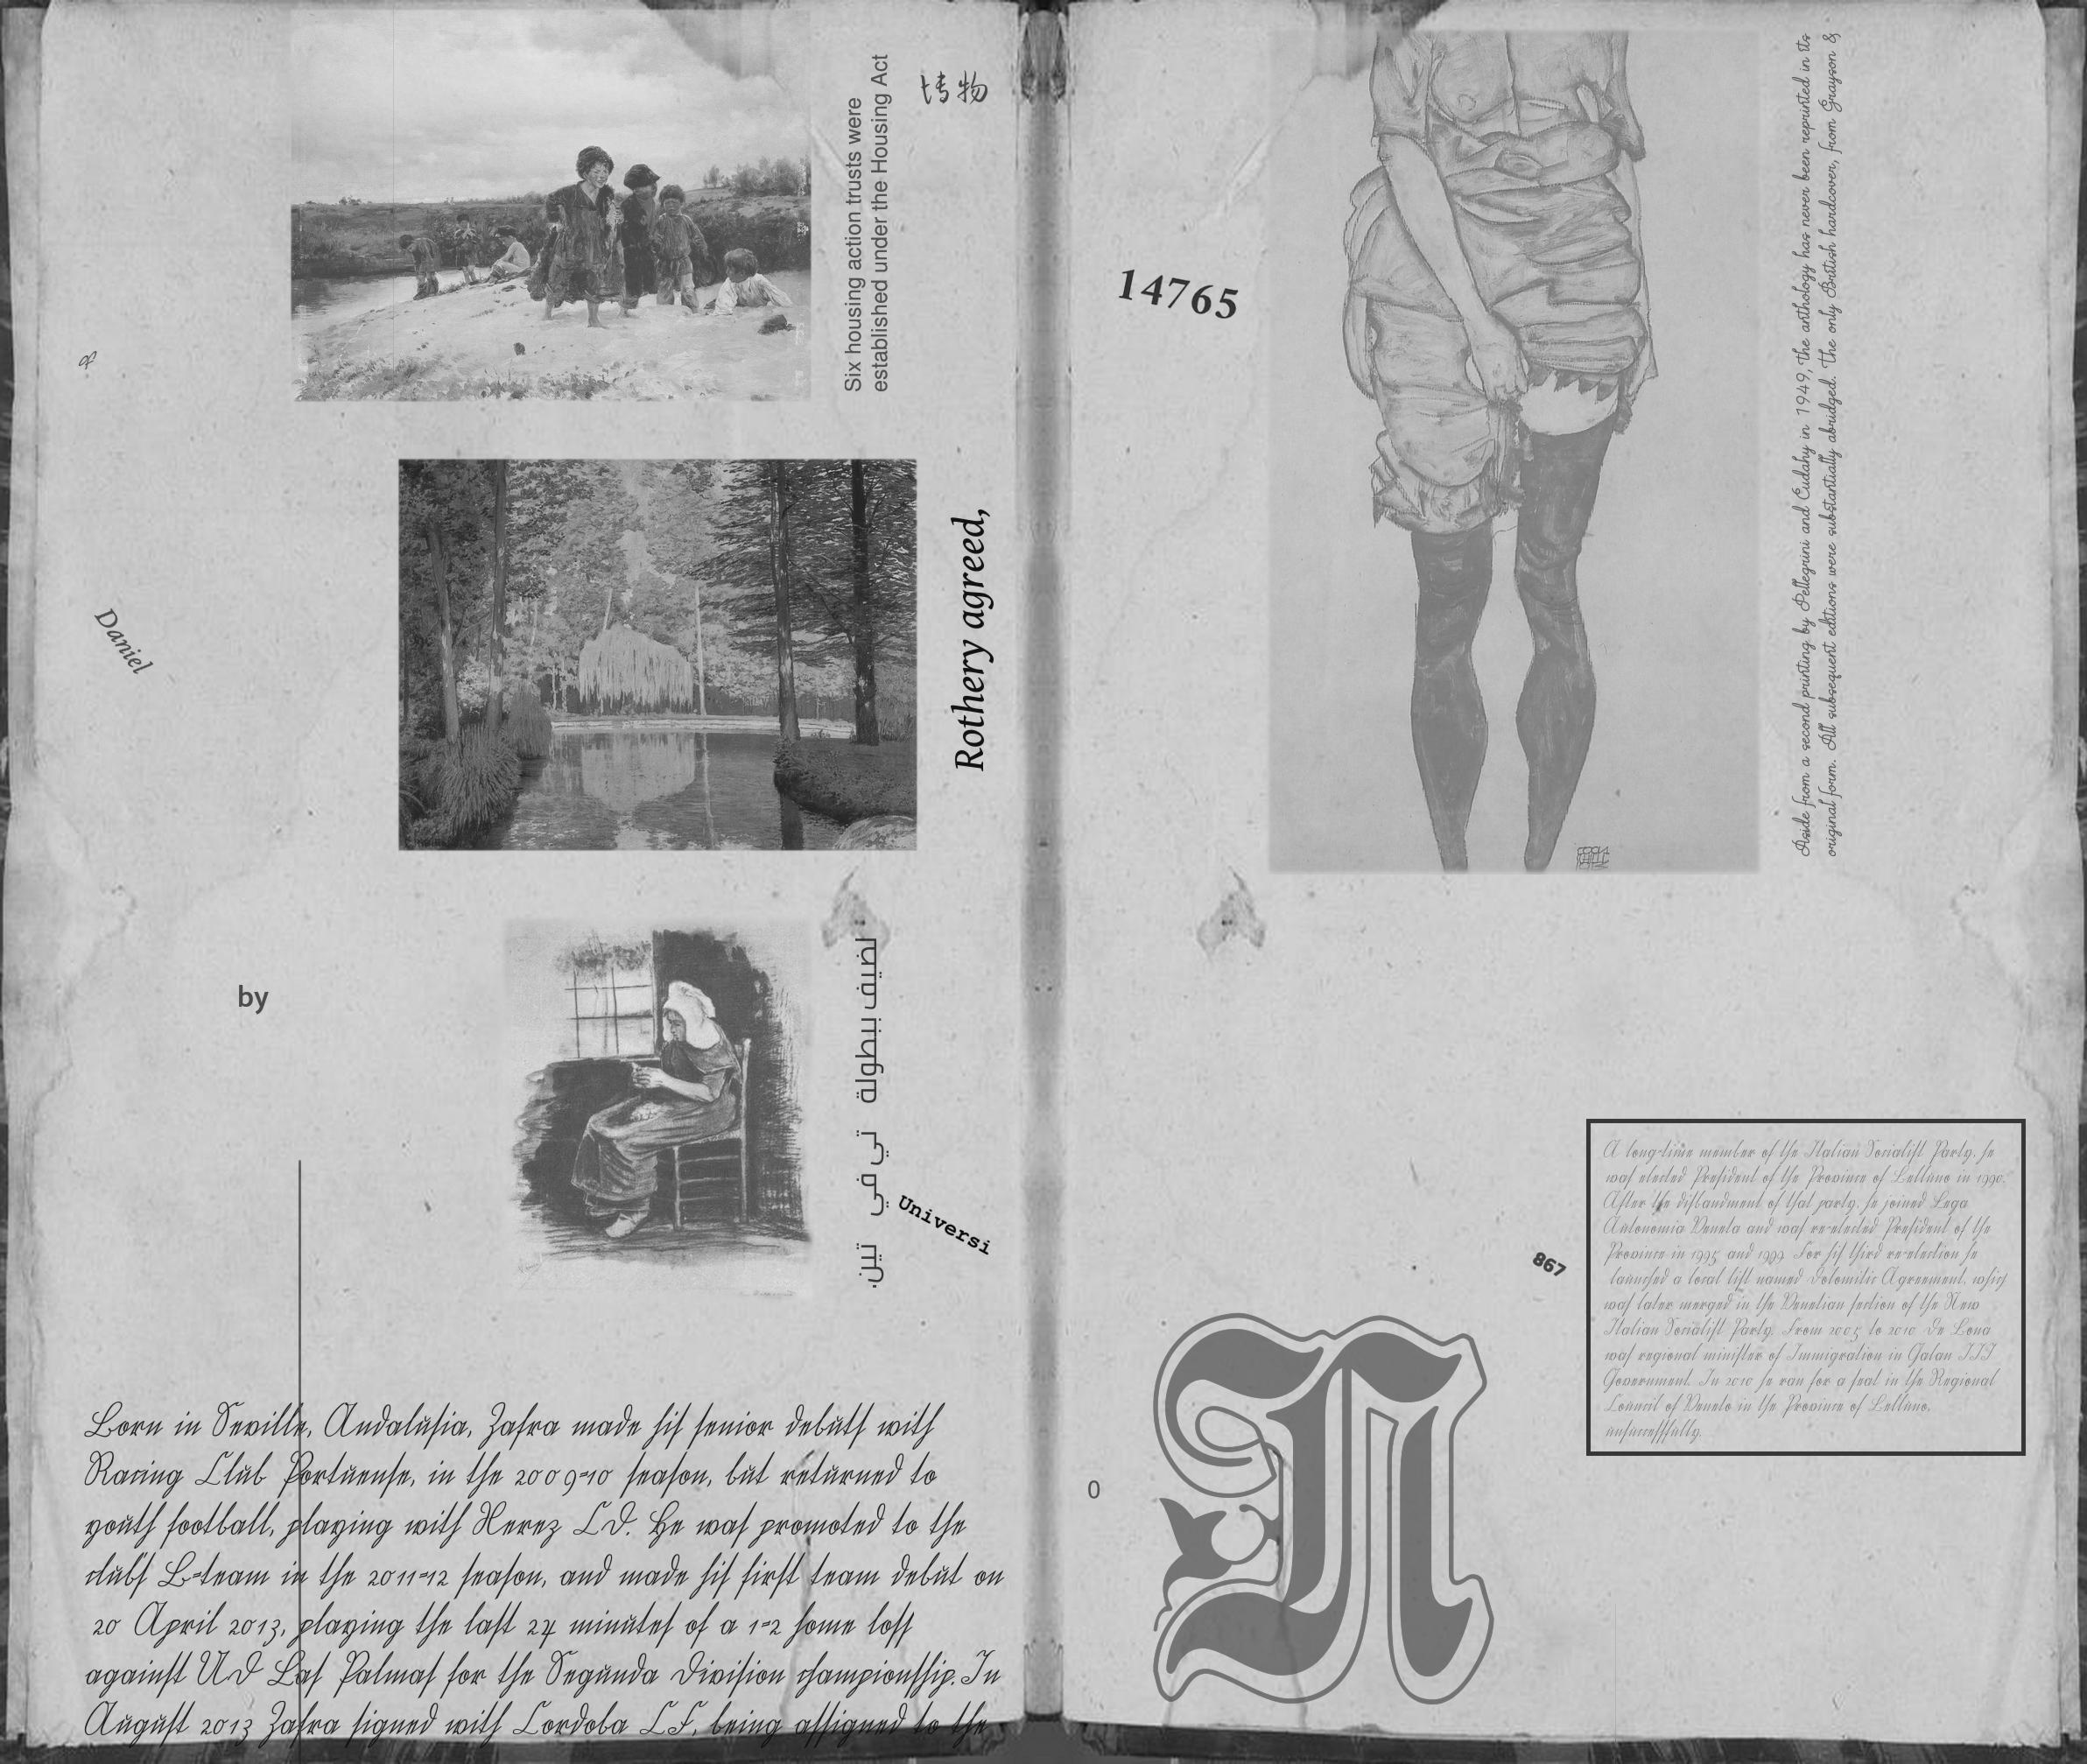 Six housing action trusts were
established under the Housing Act
Daniel
Rothery agreed,
by
لضيف ببطولة تي في تين.
Universi
Born in Seville, Andalusia, Zafra made his senior debuts with
Racing Club Portuense, in the 2009-10 season, but returned to
youth football, playing with Xerez CD. He was promoted to the
club's B-team in the 2011-12 season, and made his first team debut on
20 April 2013, playing the last 24 minutes of a 1-2 home loss
against UD Las Palmas for the Segunda División championship. In
August 2013 Zafra signed with Córdoba CF, being assigned to the
14765
Aside from a second printing by Pellegrini and Cudahy in 1949, the anthology has never been reprinted in its
original form. All subsequent editions were substantially abridged. The only British hardcover, from Grayson &
867
A long-time member of the Italian Socialist Party, he
was elected President of the Province of Belluno in 1990.
After the disbandment of that party, he joined Lega
Autonomia Veneta and was re-elected President of the
Province in 1995 and 1999. For his third re-election he
launched a local list named Dolomitic Agreement, which
was later merged in the Venetian section of the New
Italian Socialist Party. From 2005 to 2010 De Bona
was regional minister of Immigration in Galan III
Government. In 2010 he ran for a seat in the Regional
Council of Veneto in the Province of Belluno,
unsuccessfully.
0